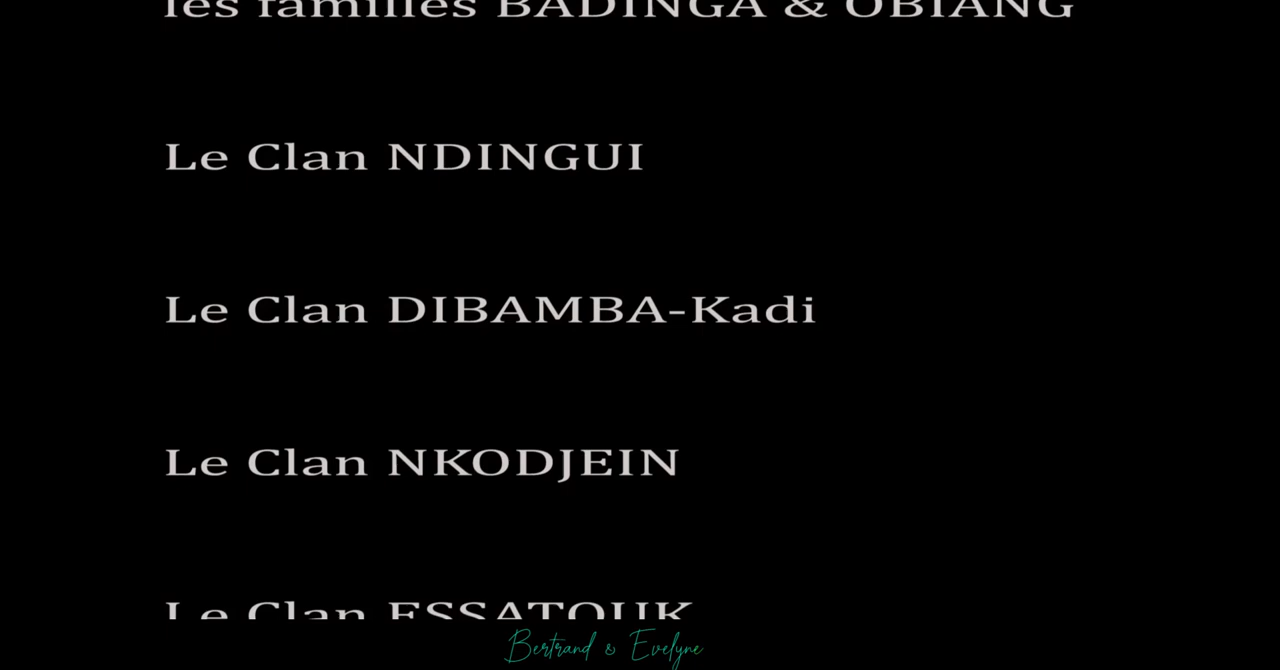 les familles BADINGA & OBIANG
Le Clan NDINGUI
Le Clan DIBAMBA-Kadi
Le Clan NKODJEIN
Le Clan ESSATOUK
Bertrand & Evelyne